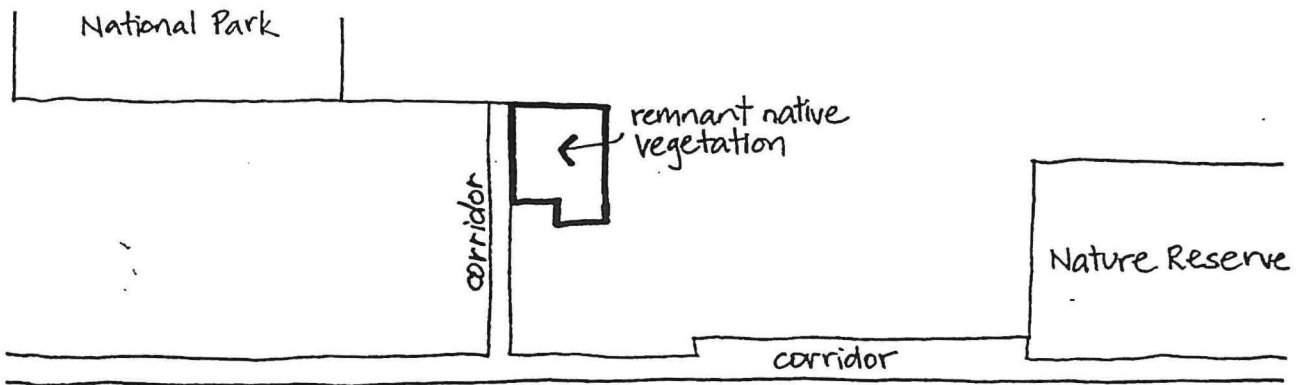 National Park
remnant native
vegetation
corridor
Nature Reserve
corridor